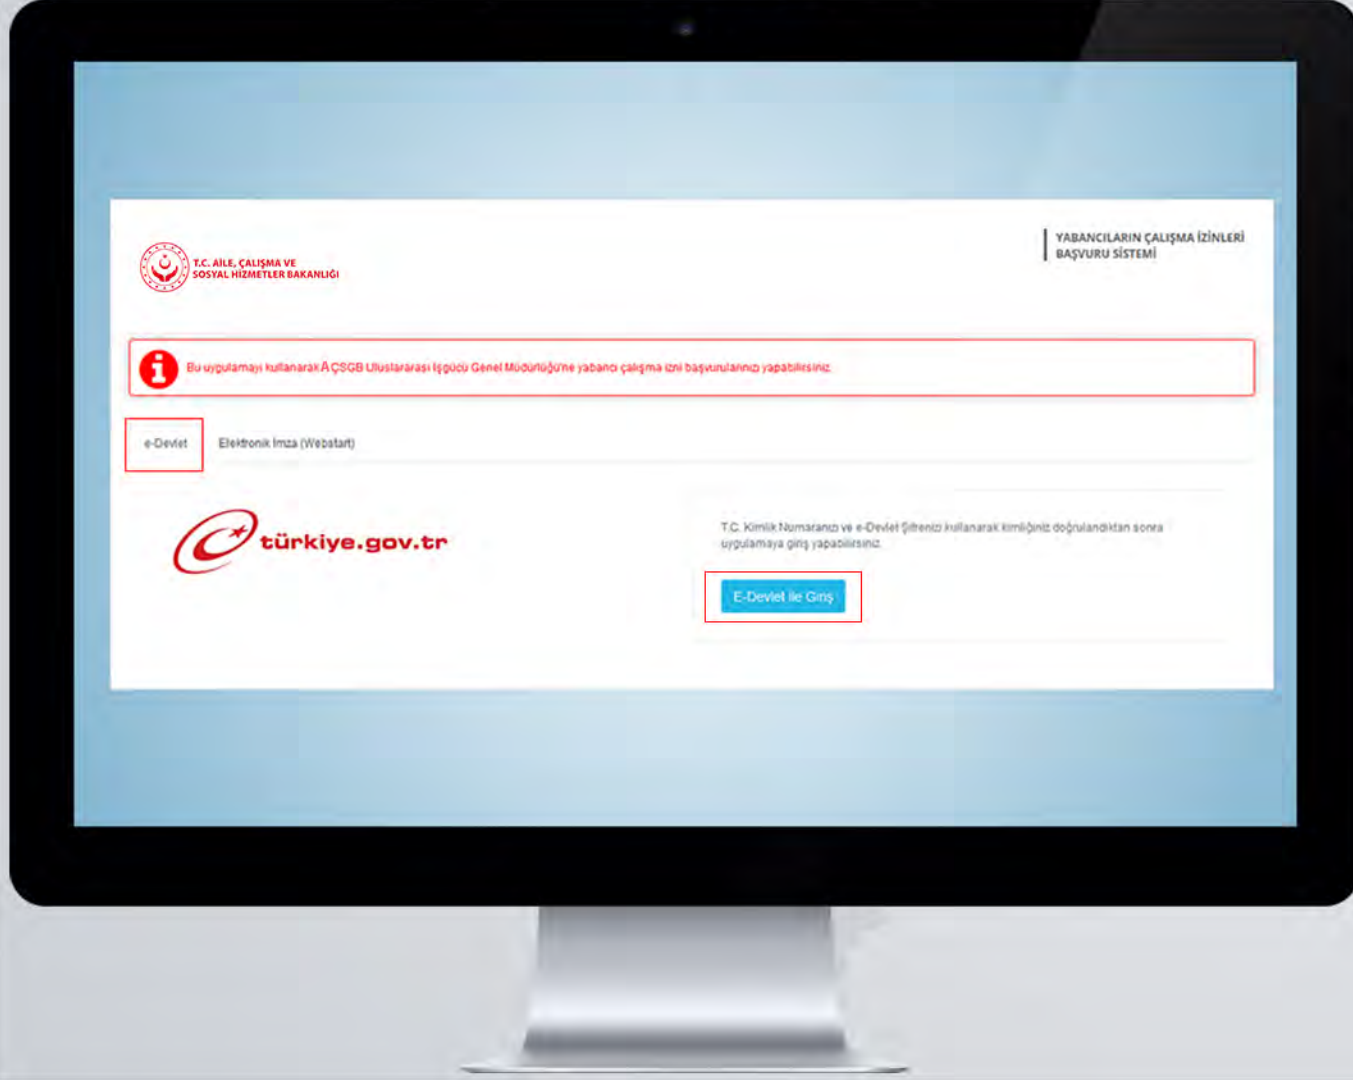 T.C. AİLE, ÇALIŞMA VE
SOSYAL HİZMETLER BAKANLIĞI
YABANCILARIN ÇALIŞMA İZİNLERİ
BAŞVURU SİSTEMİ
Bu uygulamayı kullanarak AÇSGB Uluslararası İşgücü Genel Müdürlüğü'ne yabancı çalışma izni başvurularınızı yapabilirsiniz.
e-Devlet
Elektronik İmza (Webstart)
türkiye.gov.tr
T.C. Kimlik Numaranızı ve e-Devlet Şifrenizi kullanarak kimliğiniz doğrulandıktan sonra
uygulamaya giriş yapabilirsiniz.
E-Devlet ile Giriş